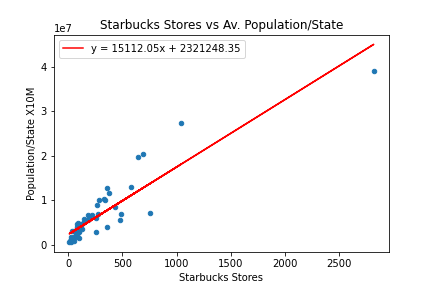 Starbucks Stores vs Av. Population/State
1e7
y = 15112.05x + 2321248.35
4
3
2
1
0
Population/State X10M
0
500
1000
1500
2000
2500
Starbucks Stores